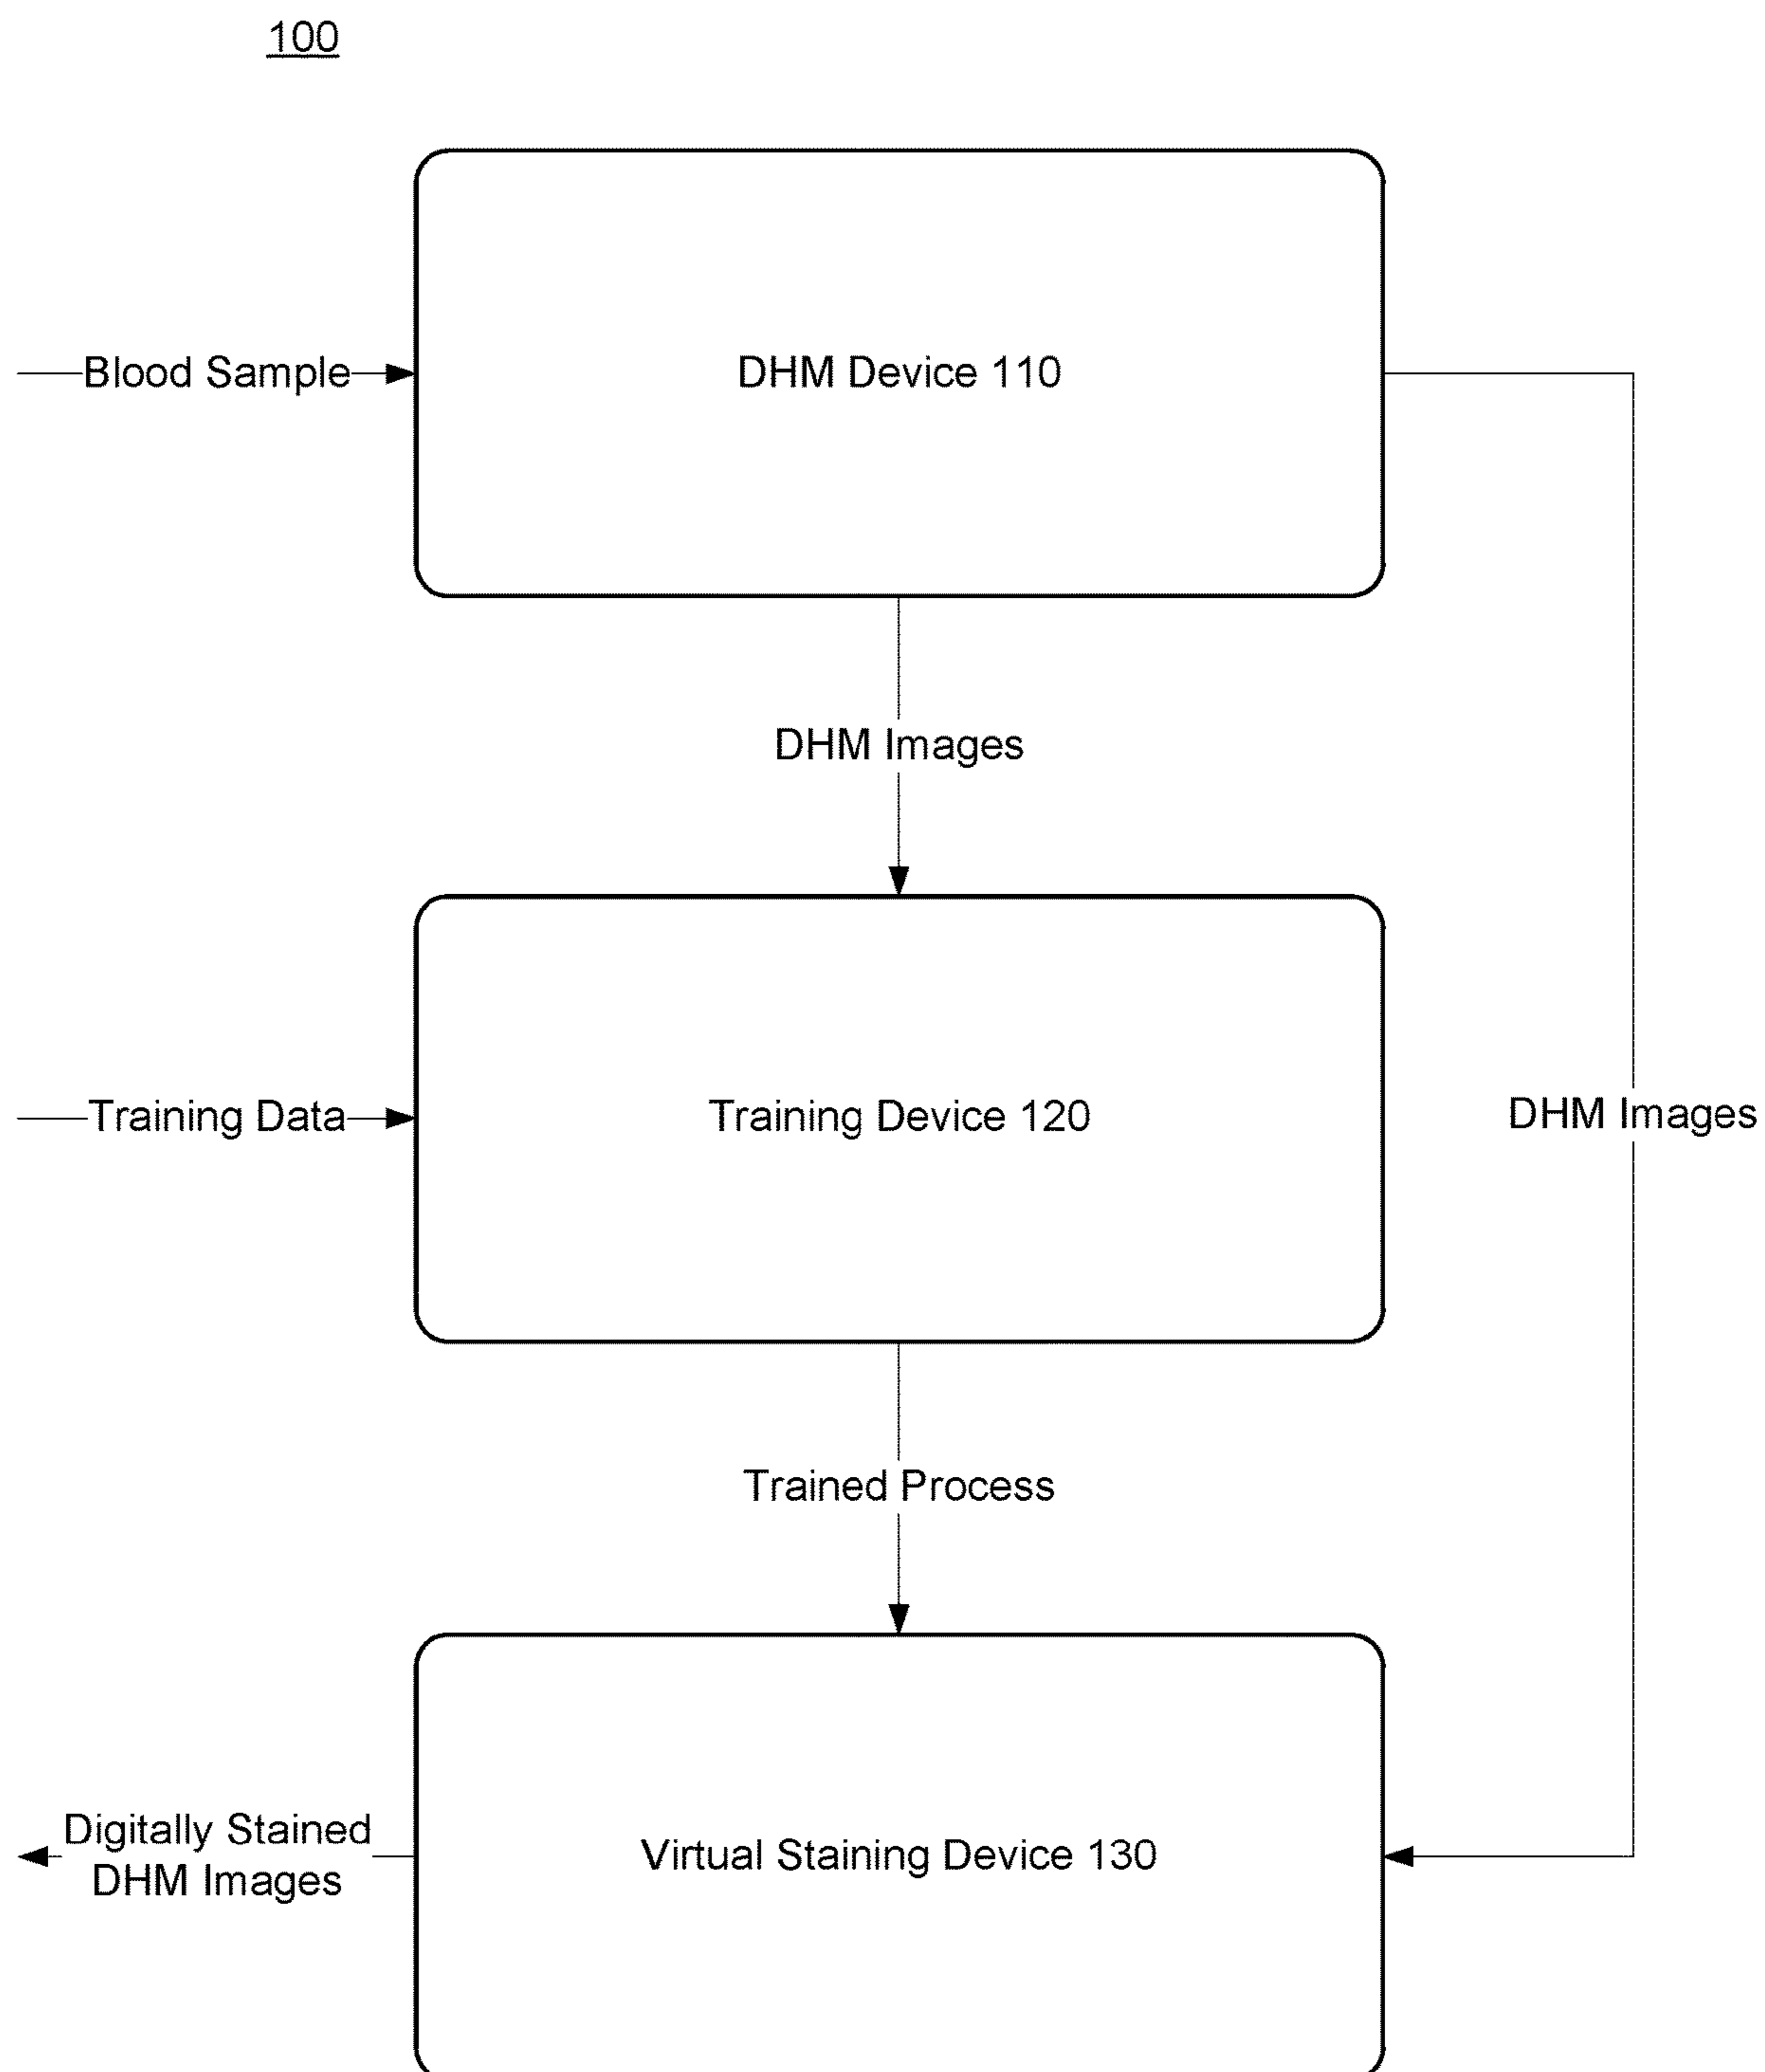 100
Blood Sample
DHM Device 110
DHM Images
Training Data
Training Device 120
DHM Images
Trained Process
Digitally Stained
DHM Images
Virtual Staining Device 130